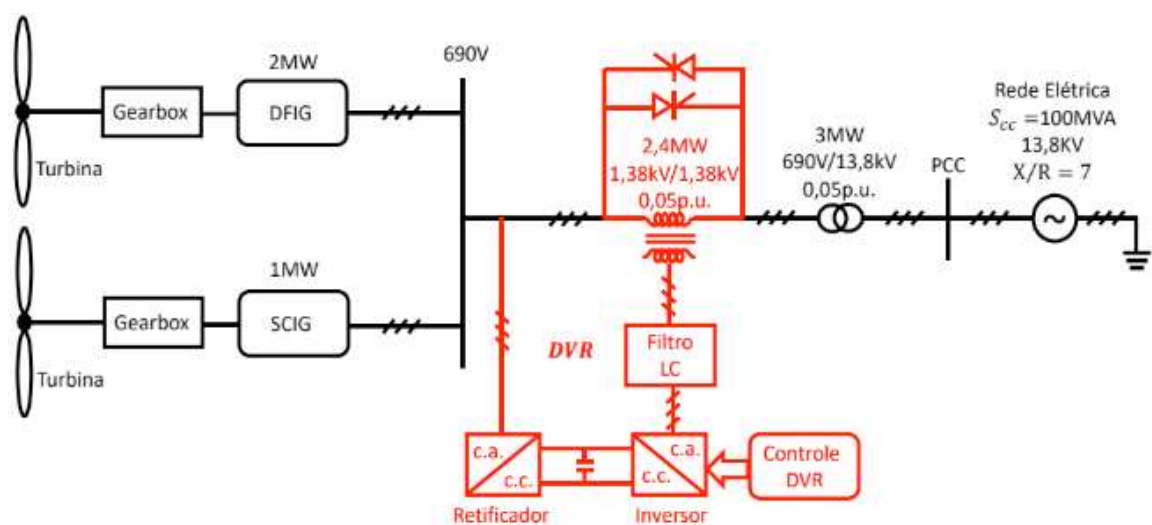 2MW
Gearbox
DFIG
Turbina
690V
1MW
Gearbox
SCIG
Turbina
2,4MW
1,38kV/1,38kV
0,05p.u.
DVR
Filtro
LC
c.a.
c.c.
Retificador
c.a.
c.c.
Inversor
Controle
DVR
3MW
690V/13,8kV
0,05p.u.
PCC
Rede Elétrica
Scc =100MVA
13,8KV
X/R = 7